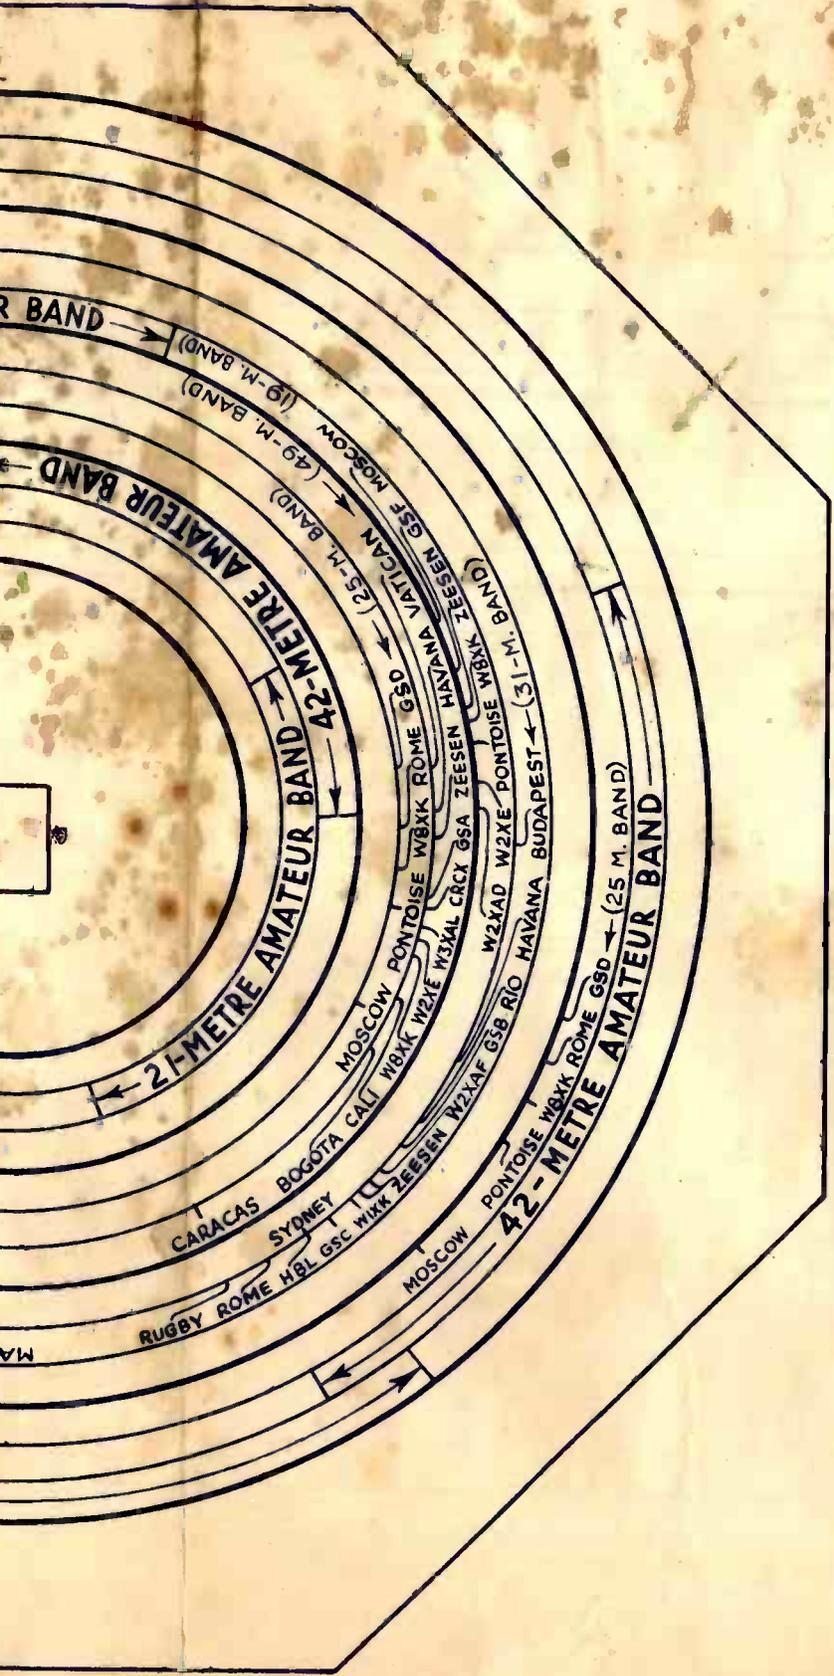 R BAND
(19-M. BAND)
MOSCOW GSF ZEESEN W8XK PONTOISE W2XE W2XAD
(49-M. BAND)
VATICAN HAVANA ZEESEN GSA CRCX W3XAL W2XE W8XK CALI BOGOTA CARACAS
42-METRE AMATEUR BAND
(25-M. BAND)
GSD ROME W8XK PONTOISE MOSCOW
21-METRE AMATEUR BAND
(31-M. BAND)
BUDAPEST HAVANA RIO GSB W2XAF ZEESEN W1XK GSC HBL ROME RUGBY
SYDNEY
(25 M. BAND)
GSD ROME W8XK PONTOISE MOSCOW
42-METRE AMATEUR BAND
MA